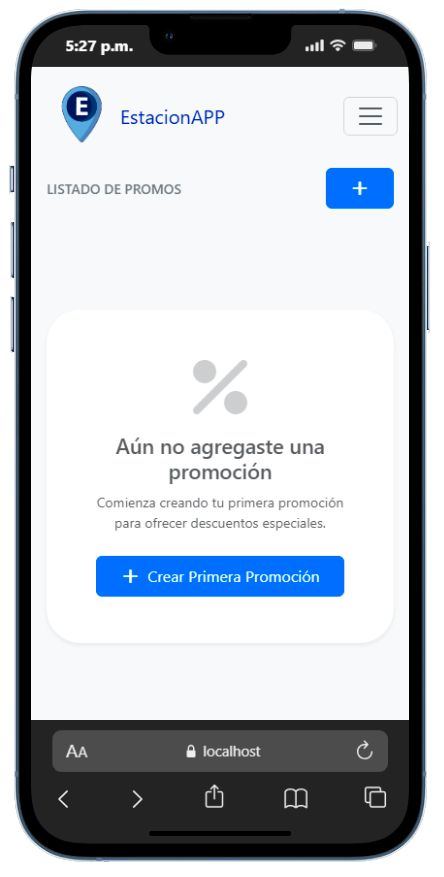 5:27 p.m.
E
EstacionAPP
LISTADO DE PROMOS
+
Aún no agregaste una
promoción
Comienza creando tu primera promoción
para ofrecer descuentos especiales.
+ Crear Primera Promoción
AA
localhost